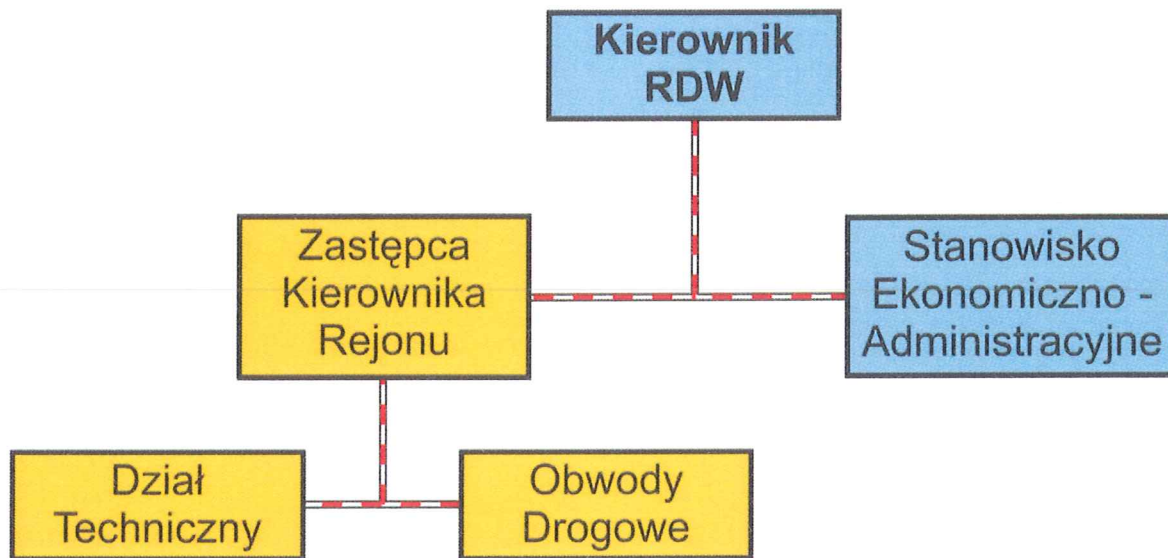 Kierownik
RDW
Zastępca
Kierownika
Rejonu
Stanowisko
Ekonomiczno -
Administracyjne
Dział
Techniczny
Obwody
Drogowe